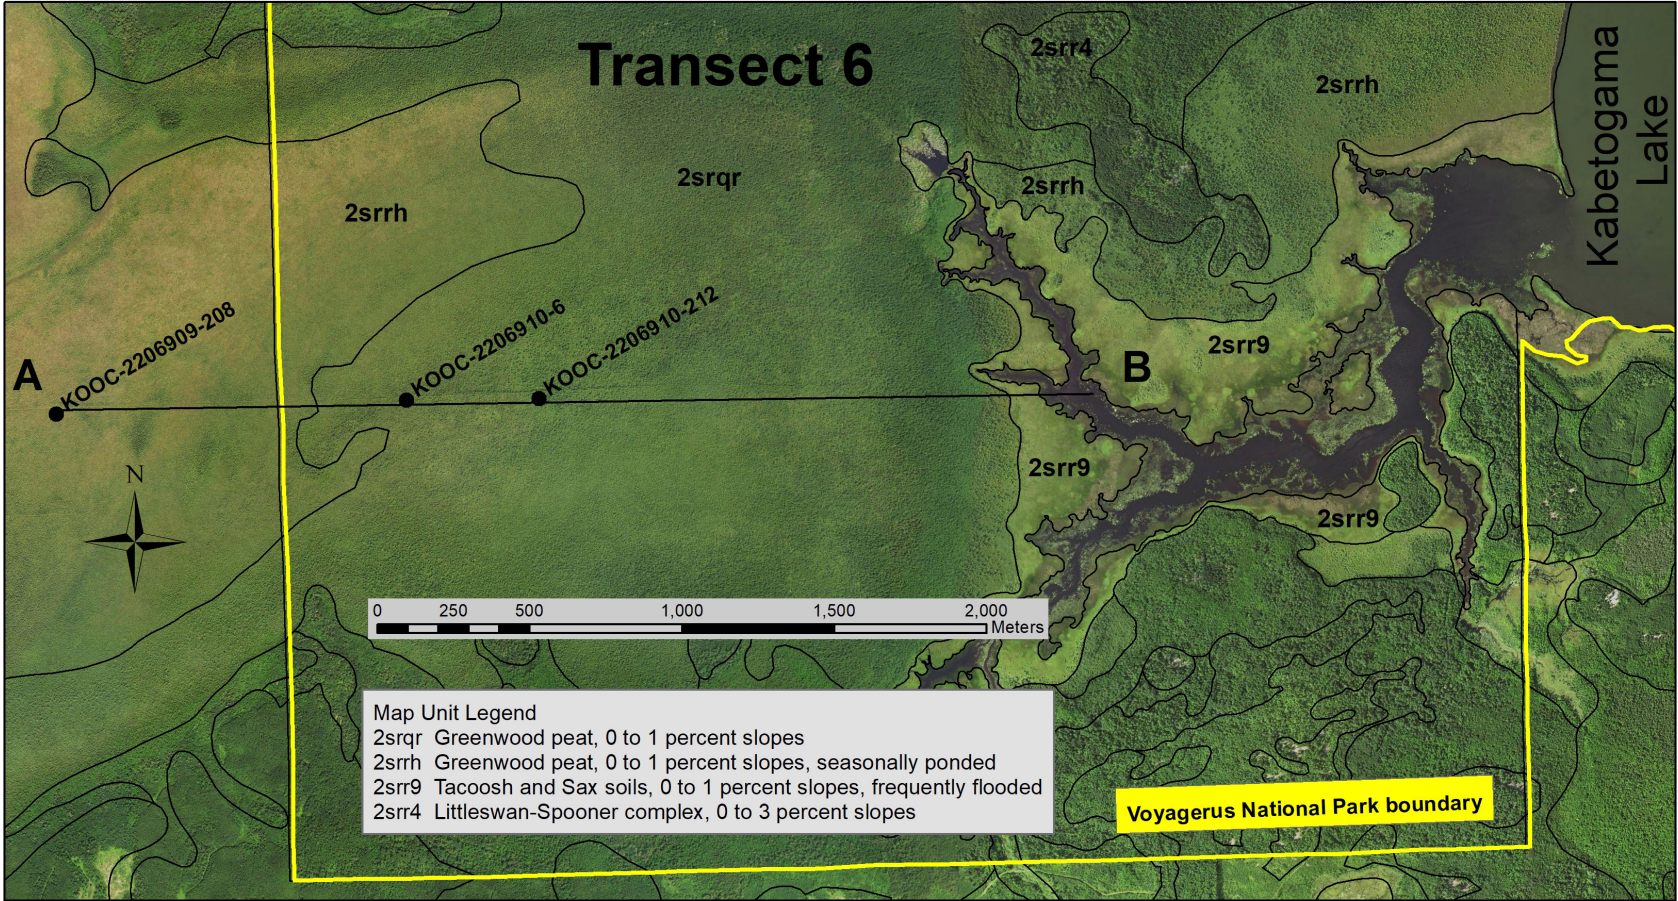 Transect 6
2srr4
2srrh
Kabetogama
Lake
2srqr
2srrh
2srrh
KOOC-2206909-208
KOOC-2206910-6
KOOC-2206910-212
A
B
2srr9
2srr9
2srr9
N
0 250 500 1,000 1,500 2,000
Meters
Map Unit Legend
2srqr Greenwood peat, 0 to 1 percent slopes
2srrh Greenwood peat, 0 to 1 percent slopes, seasonally ponded
2srr9 Tacoosh and Sax soils, 0 to 1 percent slopes, frequently flooded
2srr4 Littleswan-Spooner complex, 0 to 3 percent slopes
Voyagerus National Park boundary